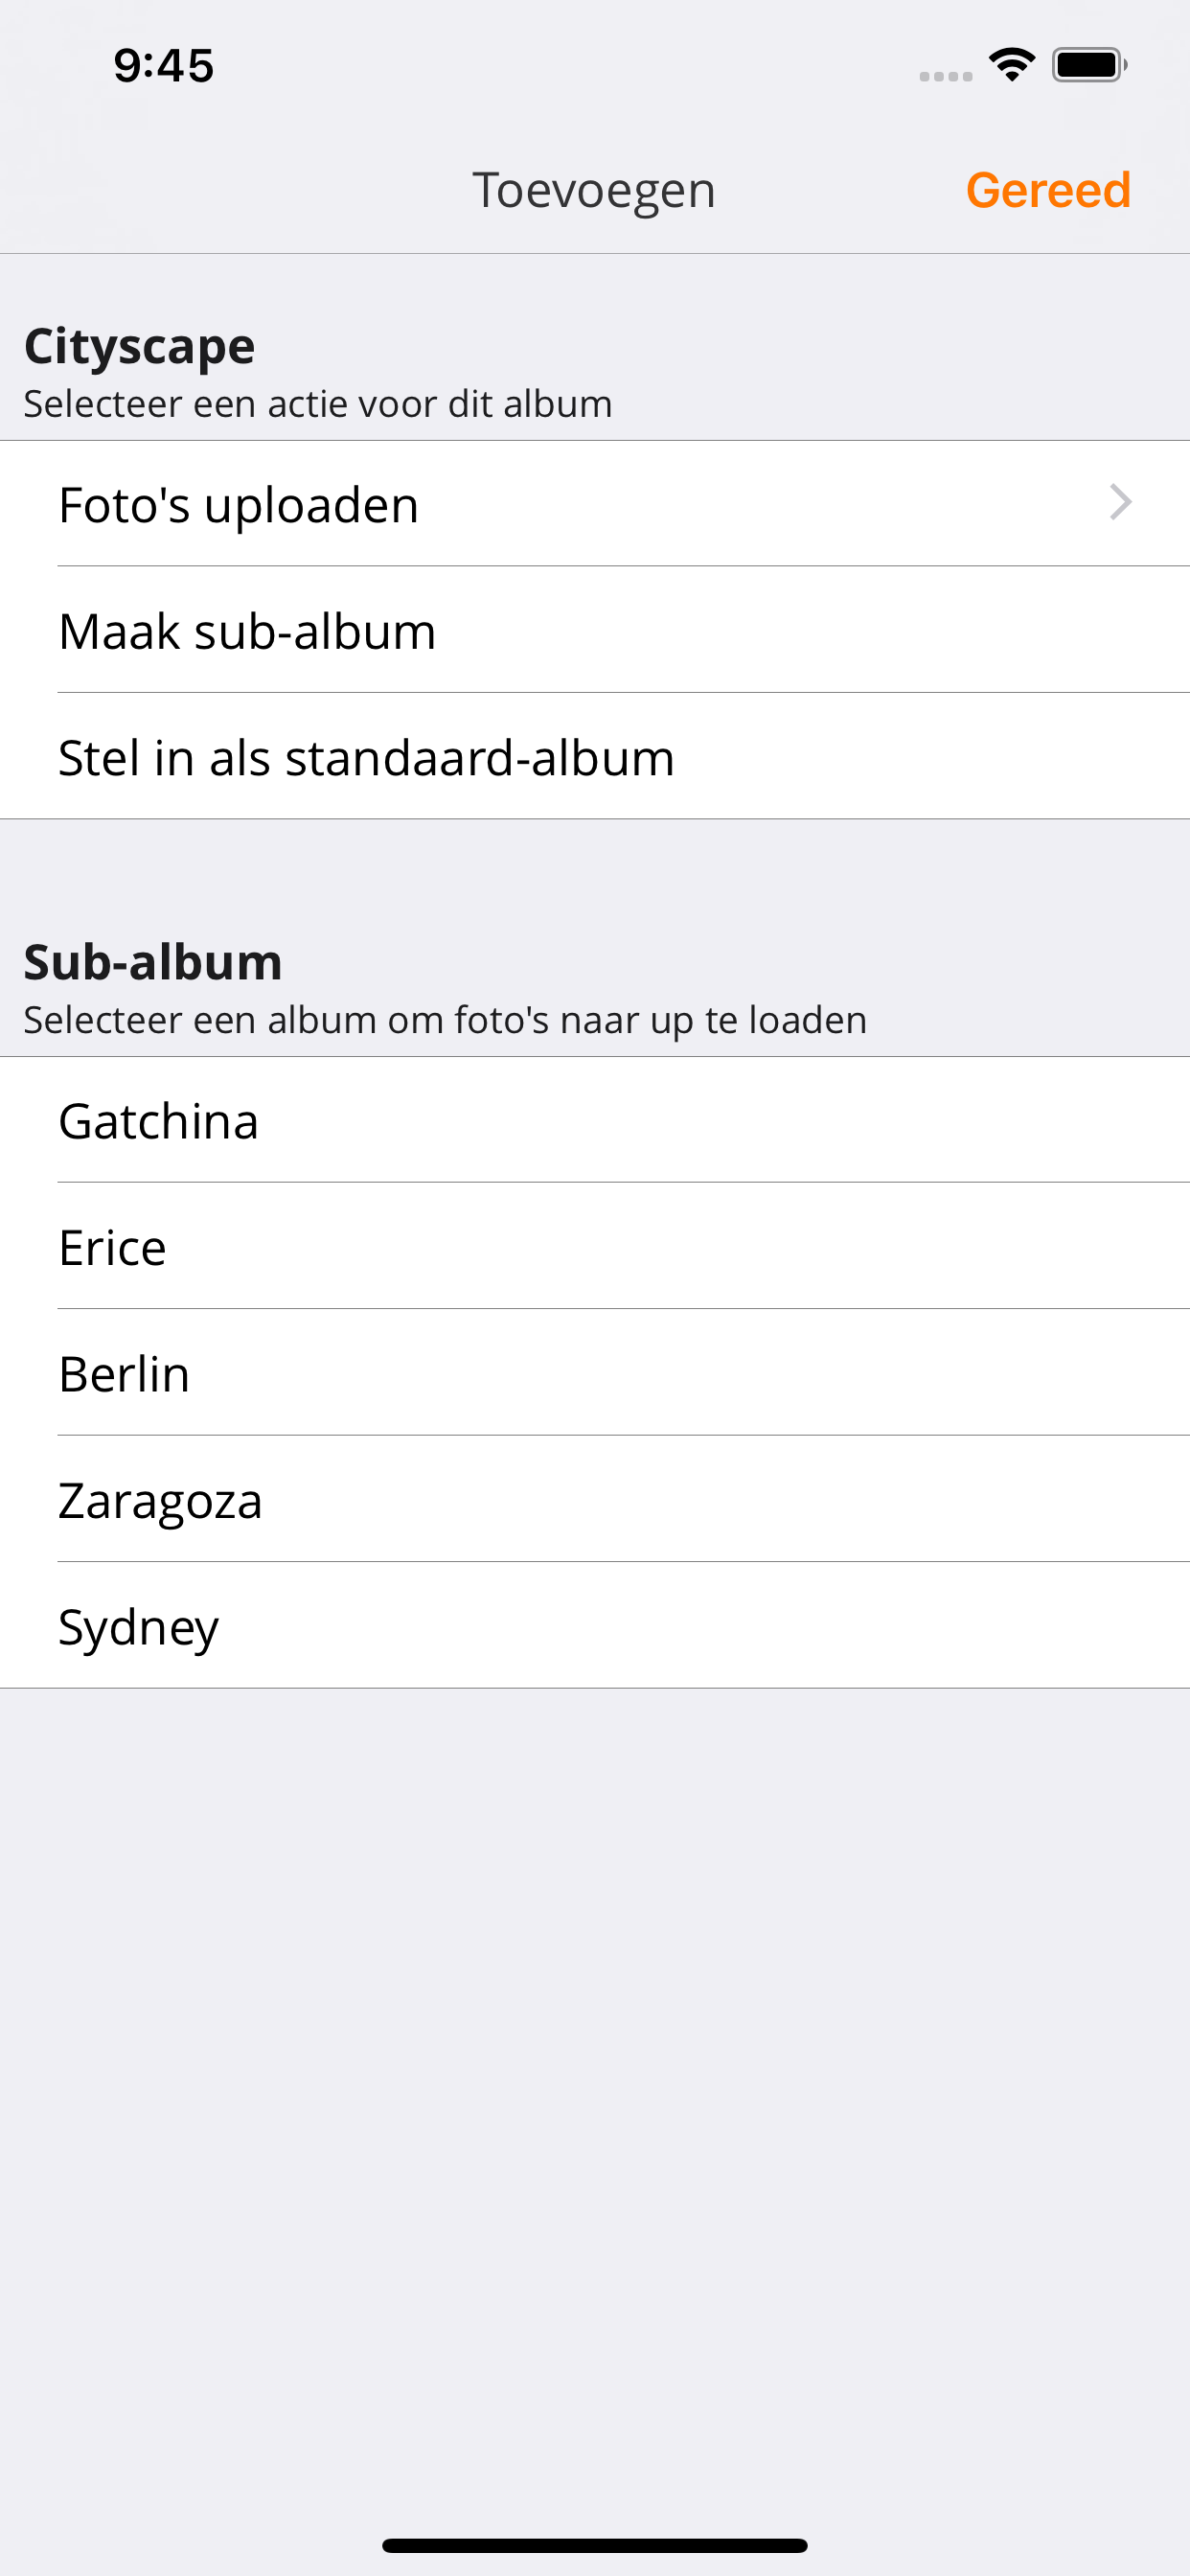 9:45
Toevoegen
Gereed
Cityscape
Selecteer een actie voor dit album
Foto's uploaden
Maak sub-album
Stel in als standaard-album
Sub-album
Selecteer een album om foto's naar up te loaden
Gatchina
Erice
Berlin
Zaragoza
Sydney